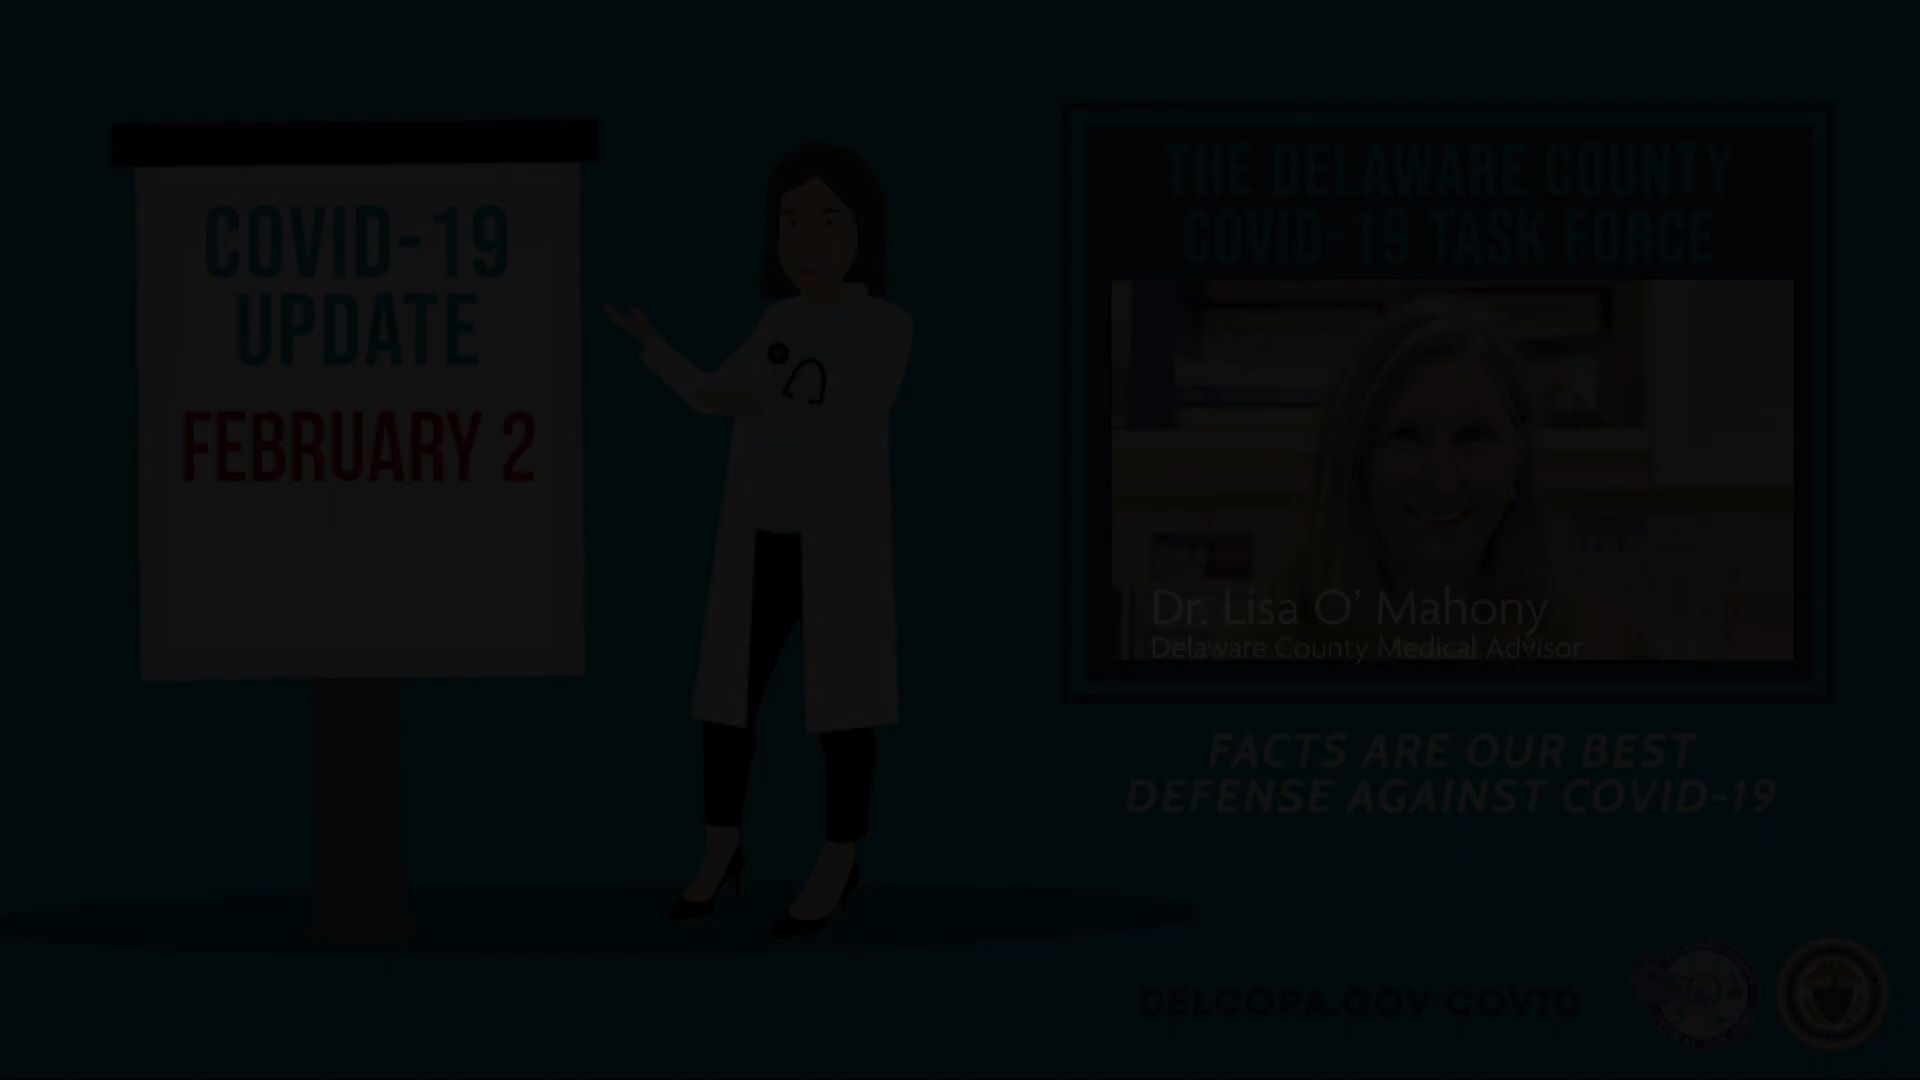 COVID-19
UPDATE
FEBRUARY 2
THE DELAWARE COUNTY
COVID-19 TASK FORCE
Dr. Lisa O' Mahony
Delaware County Medical Advisor
FACTS ARE OUR BEST
DEFENSE AGAINST COVID-19
DELCOPA.GOV COVID